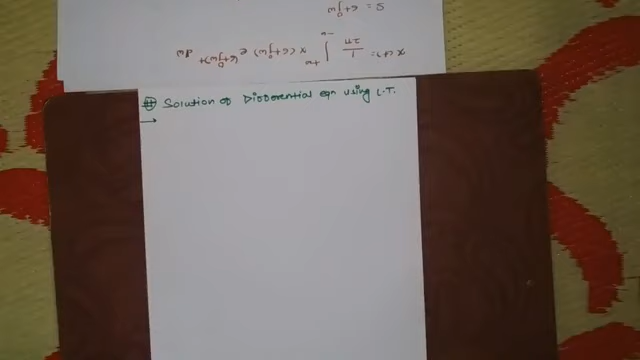 S = σ+jω
x(t) = 1/2π ∫ x(σ+jω) e^(σ+jω)t dω
# Solution of Differential eqn using L.T.
→